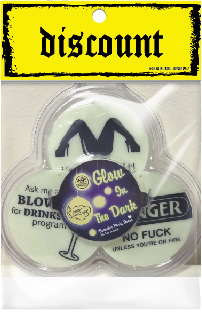 discount
Glow
In
The Dark
Ask me
BLOW
for DRINKS
program
NGER
NO FUCK
UNLESS YOU'RE ON FIRE